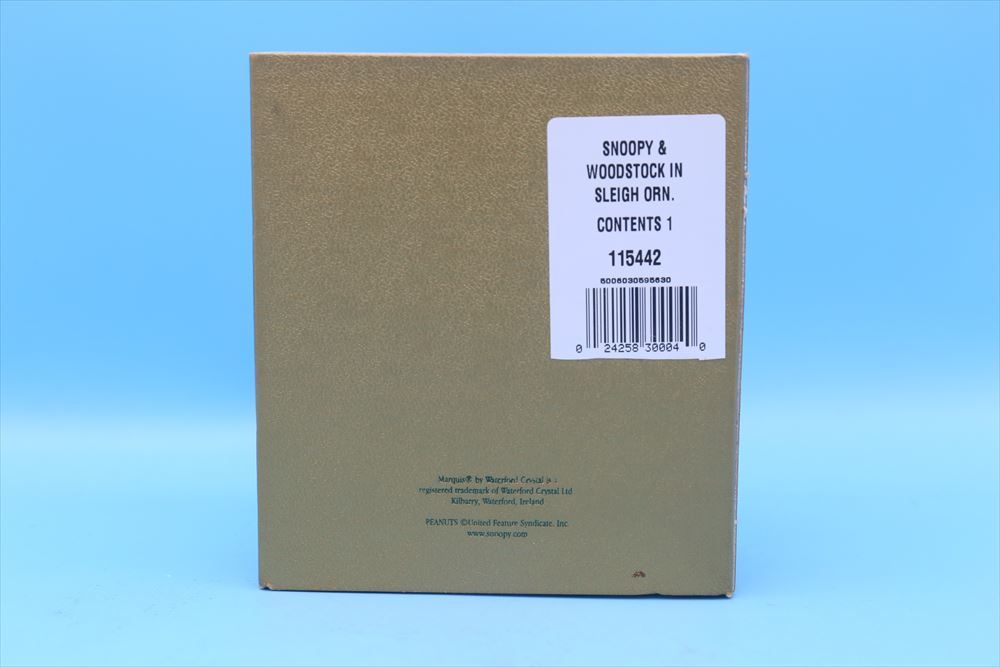 SNOOPY &
WOODSTOCK IN
SLEIGH ORN.
CONTENTS 1
115442
5006030595630
0 24258 30004 0
Marquis® by Waterford Crystal is a
registered trademark of Waterford Crystal Ltd
Kilbarry, Waterford, Ireland
PEANUTS ©United Feature Syndicate, Inc.
www.snoopy.com